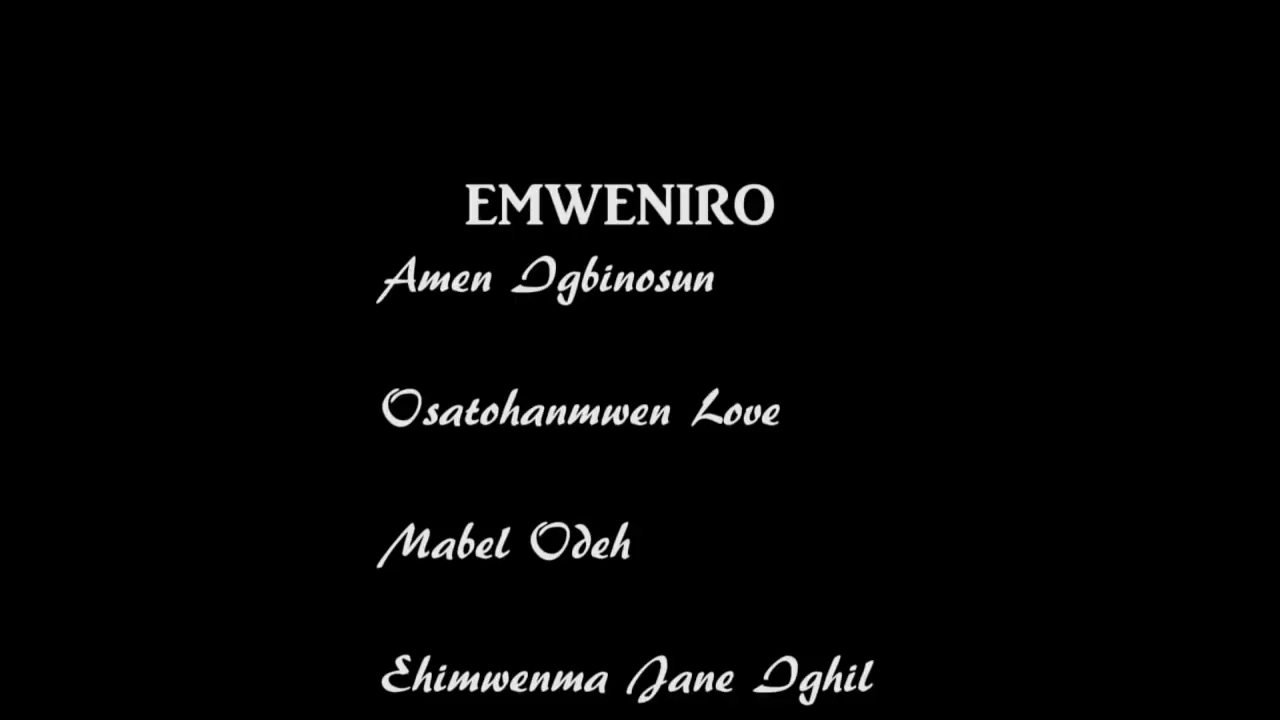 EMWENIRO
Amen Igbinosun
Osatohanmwen Love
Mabel Odeh
Ehimwenma Jane Ighil